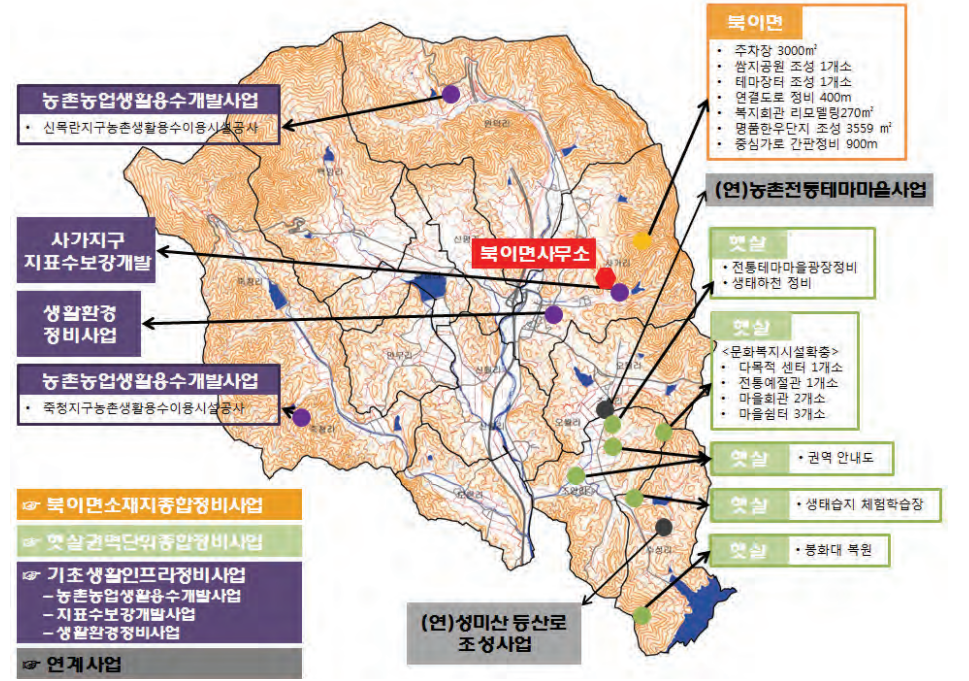 북이면
• 주차장 3000㎡
• 쌈지공원 조성 1개소
• 테마장터 조성 1개소
• 연결도로 정비 400m
• 복지회관 리모델링270㎡
• 명품한우단지 조성 3559 ㎡
• 중심가로 간판정비 900m
농촌농업생활용수개발사업
• 신목란지구농촌생활용수이용시설공사
(연)농촌전통테마마을사업
사가지구
지표수보강개발
북이면사무소
사거리
햇살
• 전통테마마을광장정비
• 생태하천 정비
생활환경
정비사업
햇살
<문화복지시설확충>
• 다목적 센터 1개소
• 전통예절관 1개소
• 마을회관 2개소
• 마을쉼터 3개소
농촌농업생활용수개발사업
• 죽청지구농촌생활용수이용시설공사
오월리
햇살
• 권역 안내도
햇살
• 생태습지 체험학습장
수성리
햇살
• 봉화대 복원
☞ 북이면소재지종합정비사업
☞ 햇살권역단위종합정비사업
☞ 기초생활인프라정비사업
– 농촌농업생활용수개발사업
– 지표수보강개발사업
– 생활환경정비사업
☞ 연계사업
(연)성미산 등산로
조성사업